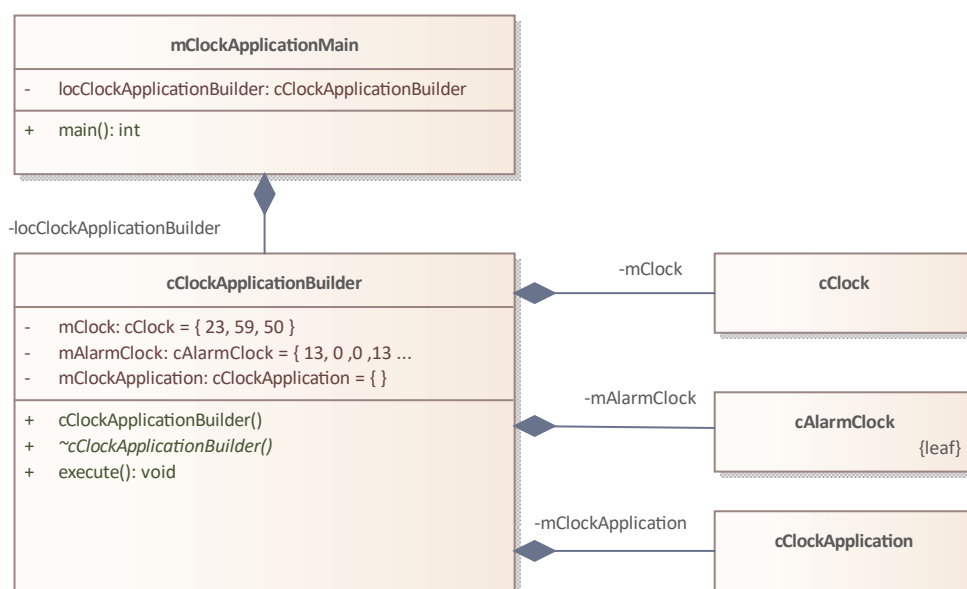 mClockApplicationMain
- locClockApplicationBuilder: cClockApplicationBuilder
+ main(): int
-locClockApplicationBuilder
cClockApplicationBuilder
- mClock: cClock = { 23, 59, 50 }
- mAlarmClock: cAlarmClock = { 13, 0 ,0 ,13 ...
- mClockApplication: cClockApplication = { }
+ cClockApplicationBuilder()
+ ~cClockApplicationBuilder()
+ execute(): void
-mClock
cClock
-mAlarmClock
cAlarmClock
{leaf}
-mClockApplication
cClockApplication